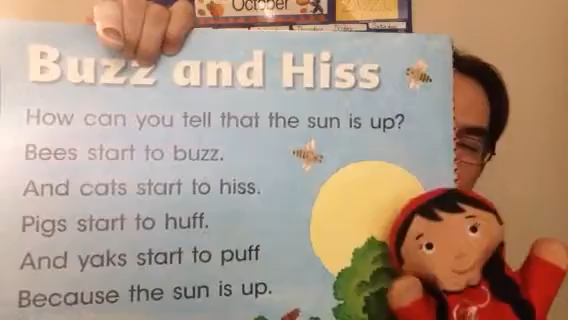 October
Buzz and Hiss
How can you tell that the sun is up?
Bees start to buzz.
And cats start to hiss.
Pigs start to huff.
And yaks start to puff
Because the sun is up.